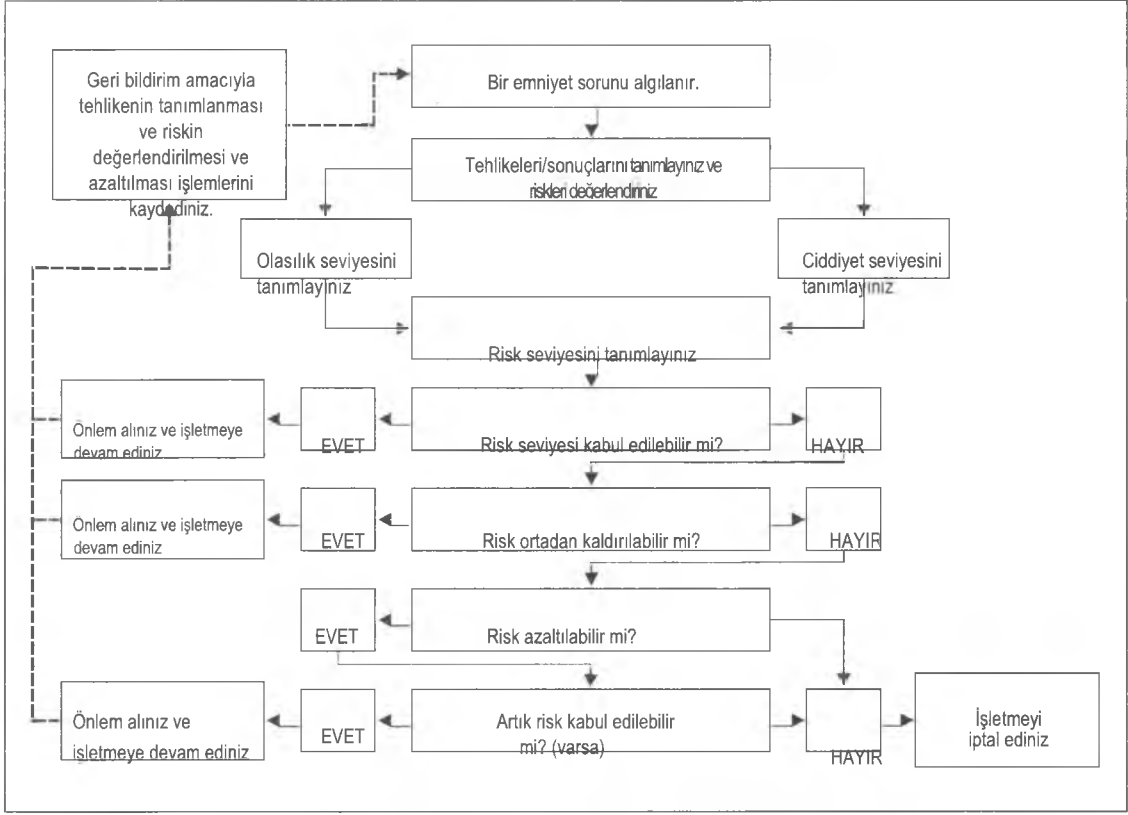 Geri bildirim amacıyla
tehlikenin tanımlanması
ve riskin
değerlendirilmesi ve
azaltılması işlemlerini
kaydediniz.
Bir emniyet sorunu algılanır.
Tehlikeleri/sonuçlarını tanımlayınız ve
riskleri değerlendiriniz
Olasılık seviyesini
tanımlayınız
Ciddiyet seviyesini
tanımlayınız
Risk seviyesini tanımlayınız
Önlem alınız ve işletmeye
devam ediniz
EVET
Risk seviyesi kabul edilebilir mi?
HAYIR
Önlem alınız ve işletmeye
devam ediniz
EVET
Risk ortadan kaldırılabilir mi?
HAYIR
EVET
Risk azaltılabilir mi?
Önlem alınız ve
işletmeye devam ediniz
EVET
Artık risk kabul edilebilir
mi? (varsa)
HAYIR
İşletmeyi
iptal ediniz